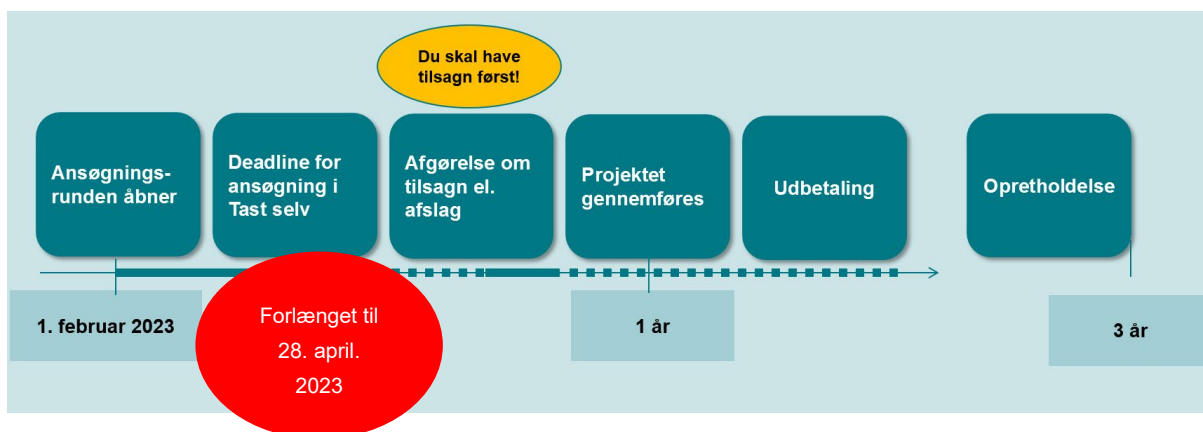 Du skal have
tilsagn først!
Ansøgnings-
runden åbner
Deadline for
ansøgning i
Tast selv
Afgørelse om
tilsagn el.
afslag
Projektet
gennemføres
Udbetaling
Opretholdelse
1. februar 2023
Forlænget til
28. april.
2023
1 år
3 år